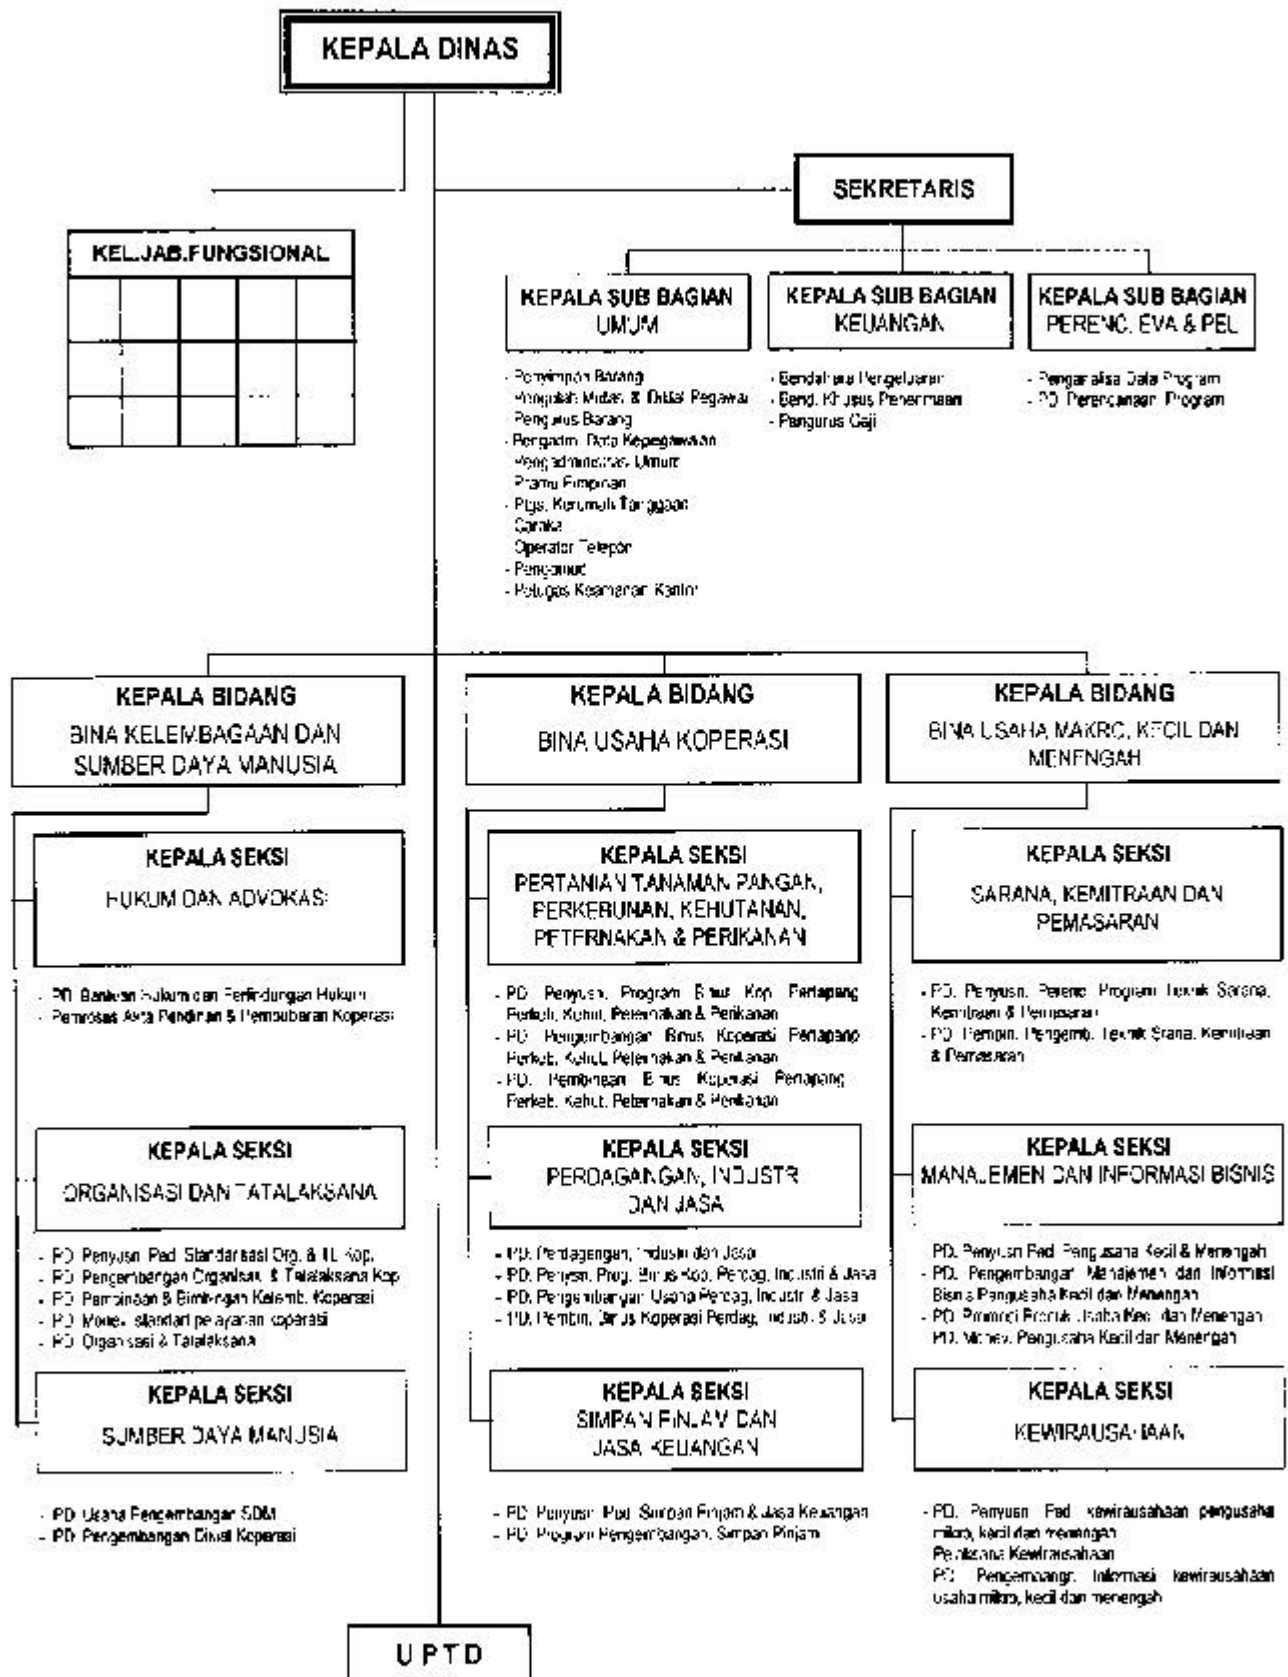 KEPALA DINAS
SEKRETARIS
KEL.JAB.FUNGSIONAL
KEPALA SUB BAGIAN
UMUM
KEPALA SUB BAGIAN
KEUANGAN
KEPALA SUB BAGIAN
PERENC, EVA & PEL
- Penyimpan Barang
Pengolah Mutasi & Diklat Pegawai
Pengurus Barang
- Pengadm. Data Kepegawaian
Pengadministrasi Umum
Pramu Pimpinan
- Ptgs. Kerumah Tanggaan
Caraka
Operator Telepon
- Pengemudi
- Petugas Keamanan Kantor
- Bendahara Pengeluaran
- Bend. Khusus Penerimaan
- Pengurus Gaji
- Penganalisa Data Program
- PD. Perencanaan Program
KEPALA BIDANG
BINA KELEMBAGAAN DAN
SUMBER DAYA MANUSIA
KEPALA BIDANG
BINA USAHA KOPERASI
KEPALA BIDANG
BINA USAHA MAKRO, KECIL DAN
MENENGAH
KEPALA SEKSI
HUKUM DAN ADVOKASI
- PD. Bantuan Hukum dan Perlindungan Hukum
- Pemroses Akta Pendirian & Pembubaran Koperasi
KEPALA SEKSI
PERTANIAN TANAMAN PANGAN,
PERKEBUNAN, KEHUTANAN,
PETERNAKAN & PERIKANAN
- PD. Penyusn. Program Binus Kop. Pertapang
Perkeb. Kehut. Peternakan & Perikanan
- PD. Pengembangan Binus Koperasi Pertapang
Perkeb. Kehut. Peternakan & Perikanan
- PD. Pembinaan Binus Koperasi Pertapang
Perkeb. Kehut. Peternakan & Perikanan
KEPALA SEKSI
SARANA, KEMITRAAN DAN
PEMASARAN
- PD. Penyusn. Perenc. Program Teknik Sarana,
Kemitraan & Pemasaran
- PD. Pembin. Pengemb. Teknik Srana, Kemitraan
& Pemasaran
KEPALA SEKSI
ORGANISASI DAN TATALAKSANA
- PD. Penyusn. Ped. Standarisasi Org. & TL Kop.
- PD. Pengembangan Organisasi & Tatalaksana Kop
- PD. Pembinaan & Bimbingan Kelemb. Koperasi
- PD. Monev. standart pelayanan koperasi
- PD. Organisasi & Tatalaksana
KEPALA SEKSI
PERDAGANGAN, INDUSTR
DAN JASA
- PD. Perdagangan, Industri dan Jasa
- PD. Penysn. Prog. Binus Kop. Perdag, Industri & Jasa
- PD. Pengembangan Usaha Perdag, Industri & Jasa
- PD. Pembin, Binus Koperasi Perdag, Industri & Jasa
KEPALA SEKSI
MANAJEMEN DAN INFORMASI BISNIS
PD. Penyusn Ped. Pengusaha Kecil & Menengah
- PD. Pengembangan Manajemen dan Informasi
Bisnis Pengusaha Kecil dan Menengah
- PD. Promosi Produk Usaha Kecil dan Menengah
PD. Monev. Pengusaha Kecil dan Menengah
KEPALA SEKSI
SUMBER DAYA MANUSIA
- PD. Usaha Pengembangan SDM
- PD. Pengembangan Diklat Koperasi
KEPALA SEKSI
SIMPAN PINJAM DAN
JASA KEUANGAN
- PD. Penyusn. Ped. Simpan Pinjam & Jasa Keuangan
- PD. Program Pengembangan, Simpan Pinjam
KEPALA SEKSI
KEWIRAUSAHAAN
- PD. Penyusn Ped kewirausahaan pengusaha
mikro, kecil dan menengah
Pelaksana Kewirausahaan
PD. Informasi kewirausahaan
usaha mikro, kecil dan menengah
UPTD